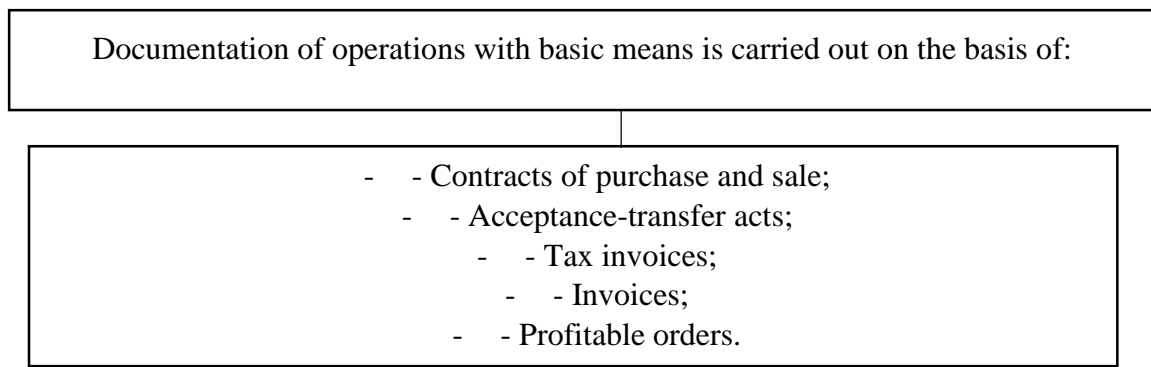 Documentation of operations with basic means is carried out on the basis of:
- - Contracts of purchase and sale;
- - Acceptance-transfer acts;
- - Tax invoices;
- - Invoices;
- - Profitable orders.